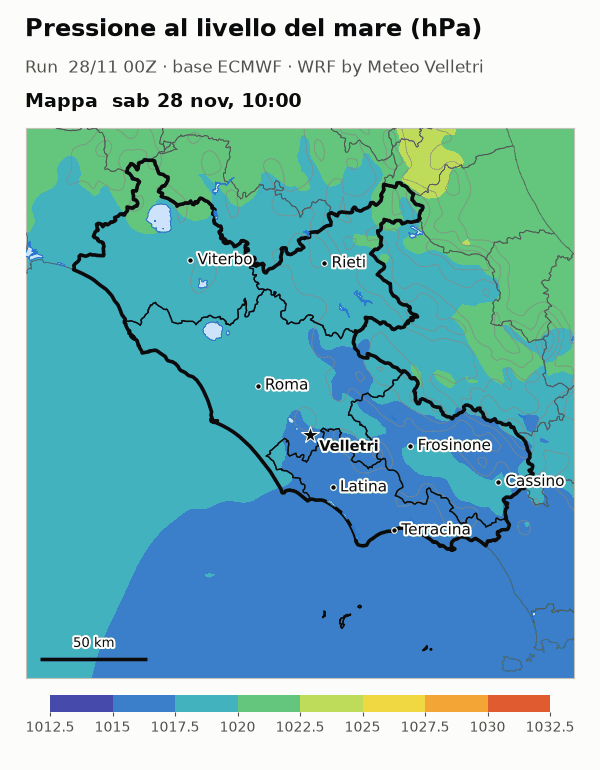 Pressione al livello del mare (hPa)
Run  28/11 00Z · base ECMWF · WRF by Meteo Velletri
Mappa  sab 28 nov, 10:00
Viterbo
Rieti
Roma
Velletri
Frosinone
Latina
Cassino
Terracina
50 km
1012.5 1015 1017.5 1020 1022.5 1025 1027.5 1030 1032.5